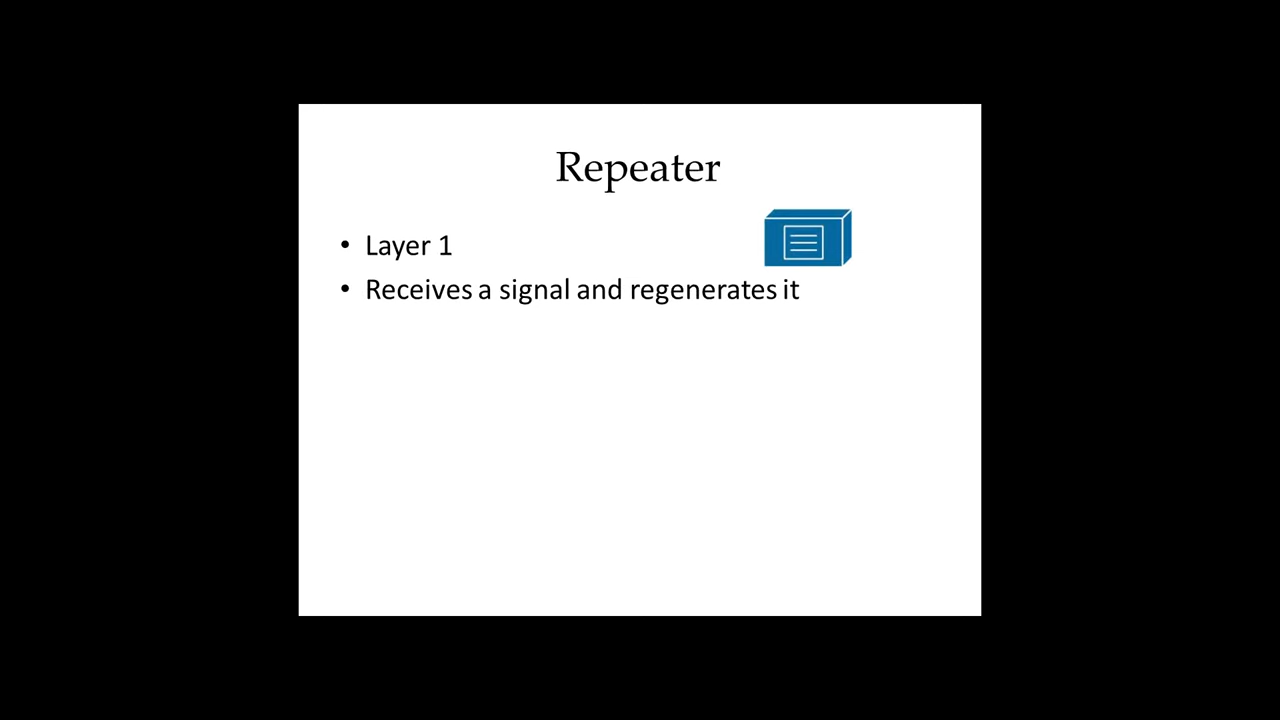 Repeater
• Layer 1
• Receives a signal and regenerates it